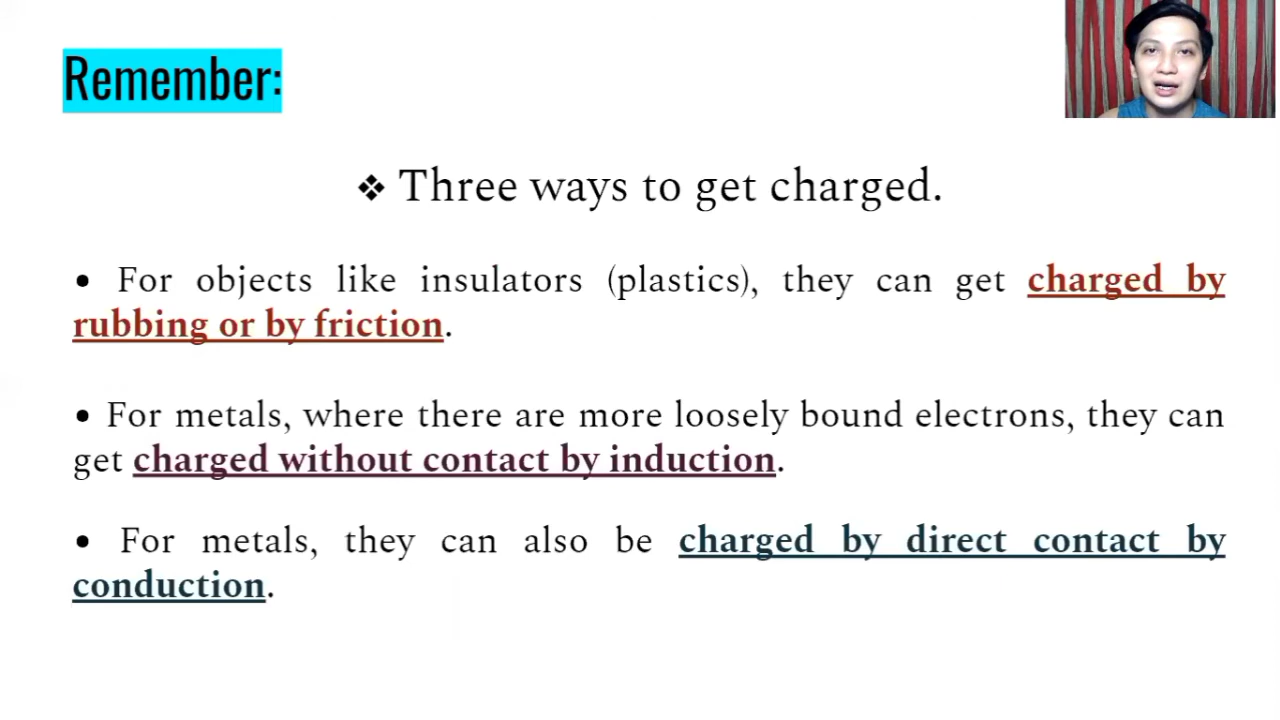 Remember:
❖ Three ways to get charged.
• For objects like insulators (plastics), they can get charged by
rubbing or by friction.
• For metals, where there are more loosely bound electrons, they can
get charged without contact by induction.
• For metals, they can also be charged by direct contact by
conduction.